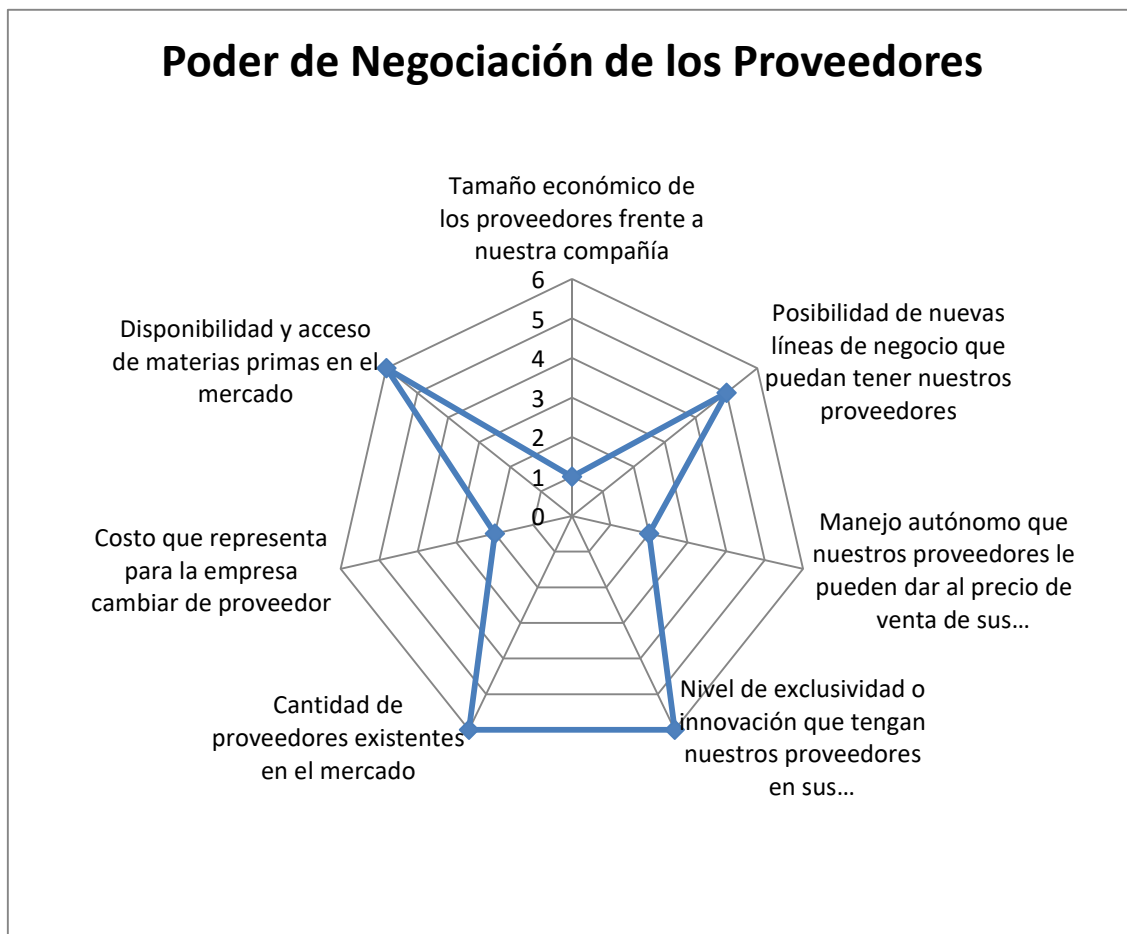 Poder de Negociación de los Proveedores
Tamaño económico de
los proveedores frente a
nuestra compañía
Posibilidad de nuevas
líneas de negocio que
puedan tener nuestros
proveedores
Manejo autónomo que
nuestros proveedores le
pueden dar al precio de
venta de sus…
Nivel de exclusividad o
innovación que tengan
nuestros proveedores
en sus…
Cantidad de
proveedores existentes
en el mercado
Costo que representa
para la empresa
cambiar de proveedor
Disponibilidad y acceso
de materias primas en el
mercado
6
5
4
3
2
1
0